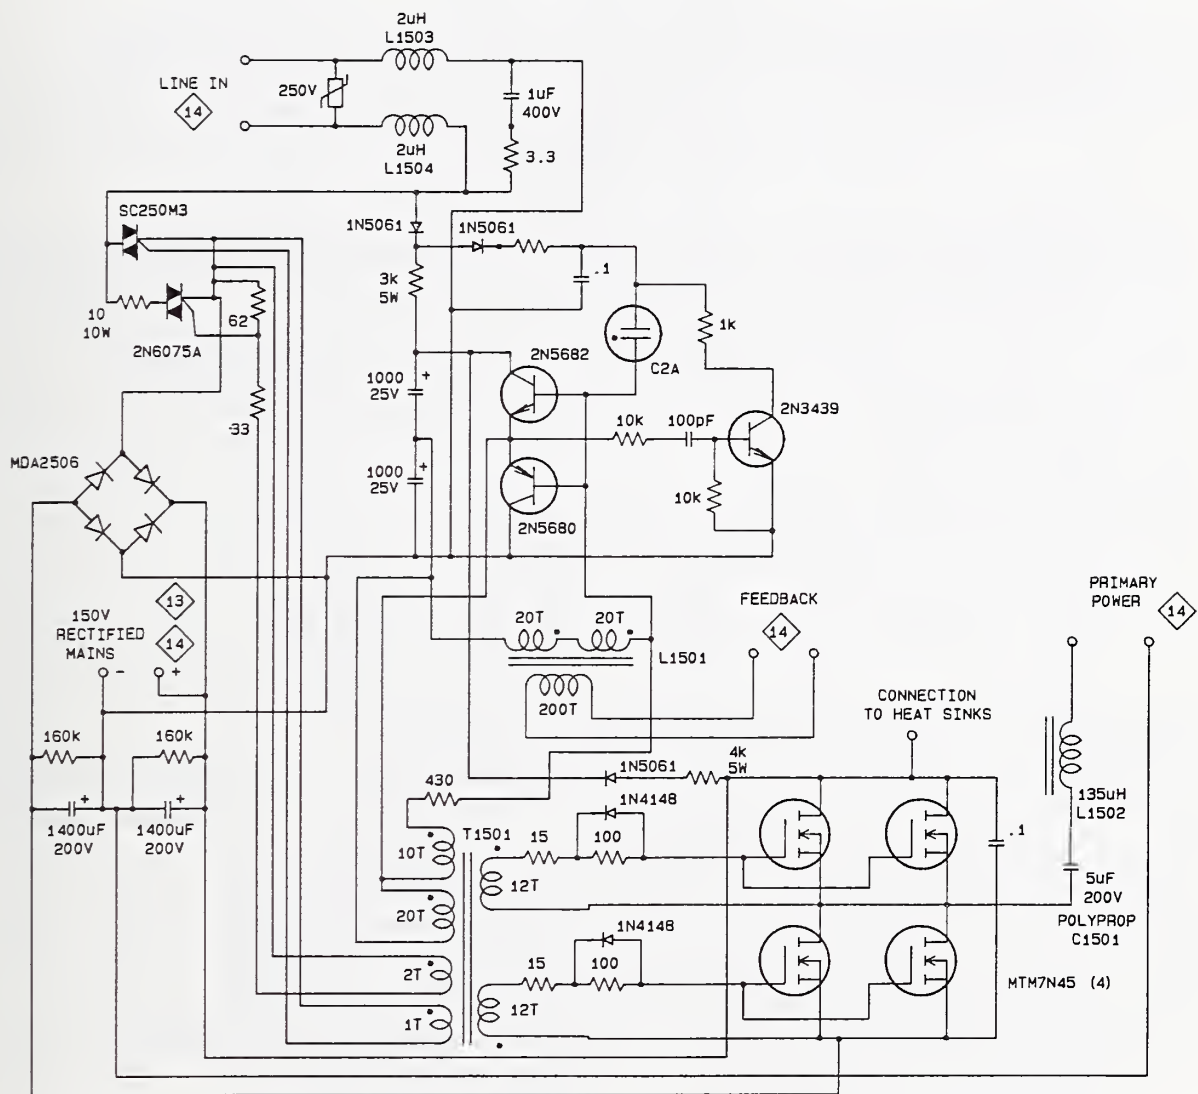 2uH
L1503
LINE IN
14
250V
1uF
400V
2uH
L1504
3.3
SC250M3
1N5061
1N5061
.1
3k
5W
10
10W
62
1k
2N6075A
C2A
2N5682
1000
25V
+
2N3439
33
10k
100pF
MDA2506
1000
25V
+
10k
2N5680
13
PRIMARY
POWER
14
FEEDBACK
14
150V
RECTIFIED
MAINS
14
- +
20T
20T
L1501
200T
CONNECTION
TO HEAT SINKS
160k
160k
1N5061
4k
5W
430
1N4148
135uH
L1502
+
+
1400uF
200V
1400uF
200V
T1501
15
100
.1
10T
12T
5uF
200V
20T
POLYPROP
C1501
1N4148
15
100
2T
12T
MTM7N45 (4)
1T